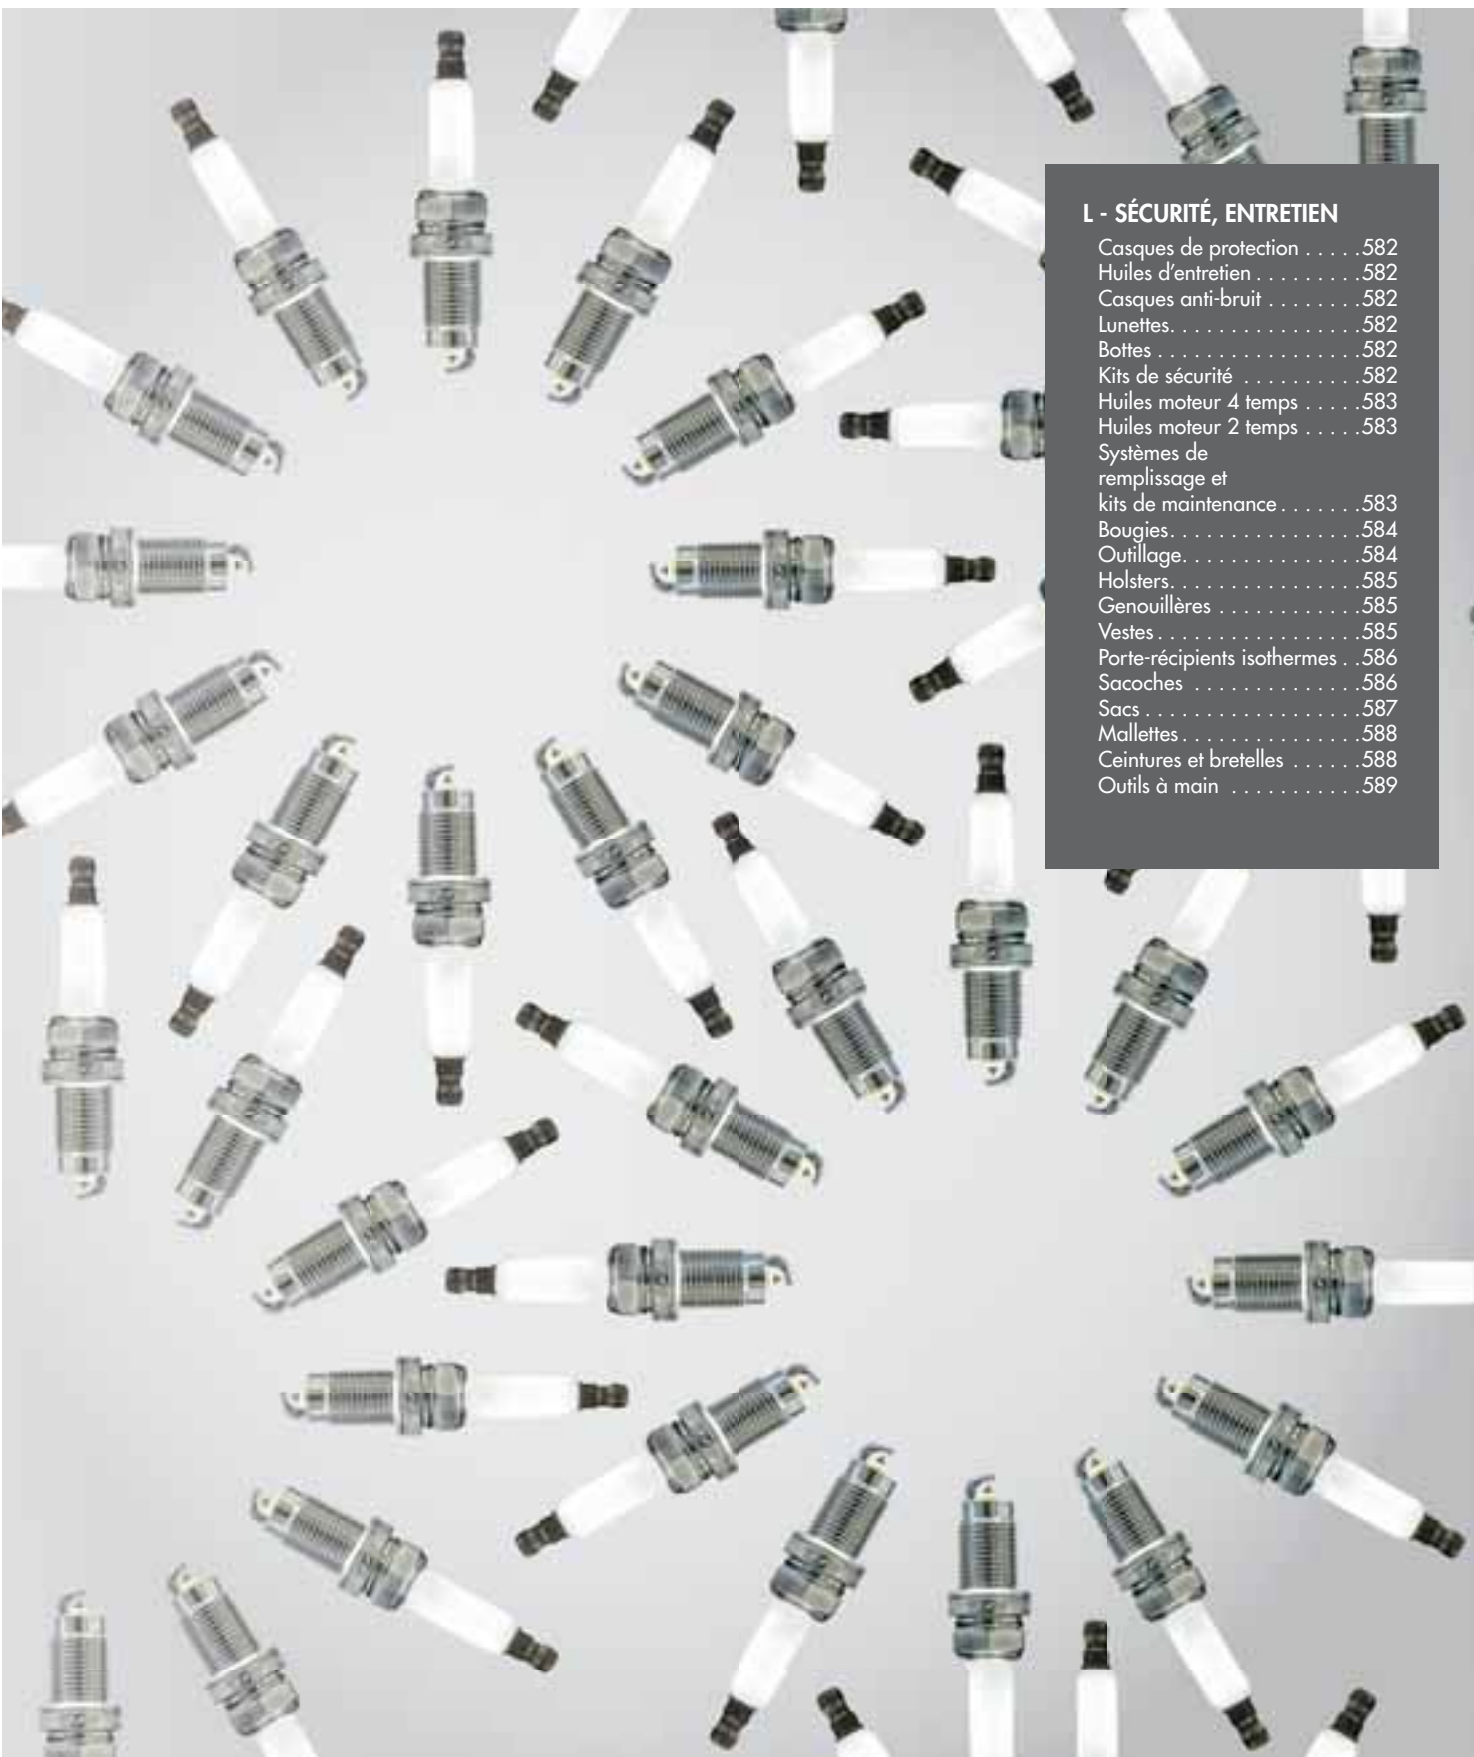 L - SÉCURITÉ, ENTRETIEN
Casques de protection . . . . .582
Huiles d'entretien . . . . . . . . .582
Casques anti-bruit . . . . . . . .582
Lunettes. . . . . . . . . . . . . . . .582
Bottes . . . . . . . . . . . . . . . . .582
Kits de sécurité . . . . . . . . . .582
Huiles moteur 4 temps . . . . .583
Huiles moteur 2 temps . . . . .583
Systèmes de
remplissage et
kits de maintenance . . . . . . .583
Bougies. . . . . . . . . . . . . . . .584
Outillage. . . . . . . . . . . . . . .584
Holsters. . . . . . . . . . . . . . . .585
Genouillères . . . . . . . . . . . .585
Vestes . . . . . . . . . . . . . . . . .585
Porte-récipients isothermes . .586
Sacoches . . . . . . . . . . . . . .586
Sacs . . . . . . . . . . . . . . . . . .587
Mallettes . . . . . . . . . . . . . . .588
Ceintures et bretelles . . . . . .588
Outils à main . . . . . . . . . . .589